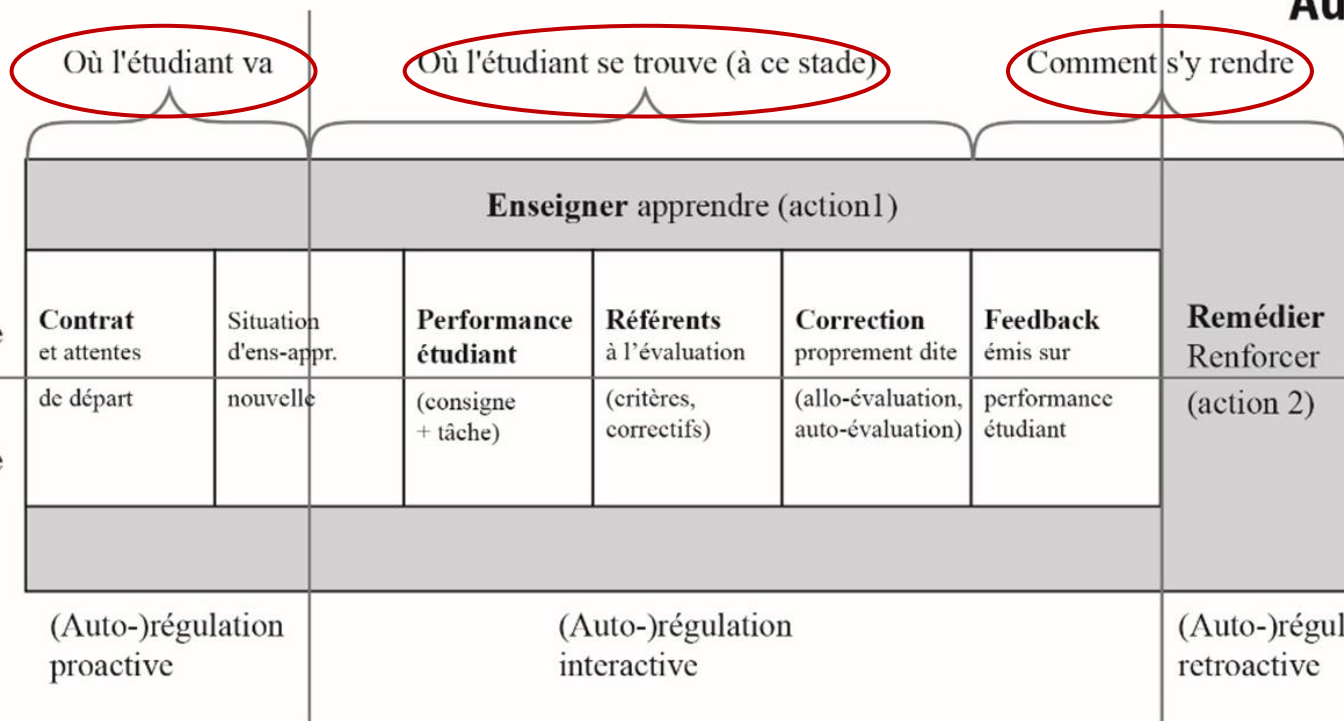 Au
Où l'étudiant va
Où l'étudiant se trouve (à ce stade)
Comment s'y rendre
Enseigner apprendre (action1)
Contrat
et attentes
de départ
Situation
d'ens-appr.
nouvelle
Performance
étudiant
(consigne
+ tâche)
Référents
à l’évaluation
(critères,
correctifs)
Correction
proprement dite
(allo-évaluation,
auto-évaluation)
Feedback
émis sur
performance
étudiant
Remédier
Renforcer
(action 2)
(Auto-)régulation
proactive
(Auto-)régulation
interactive
(Auto-)régul
retroactive